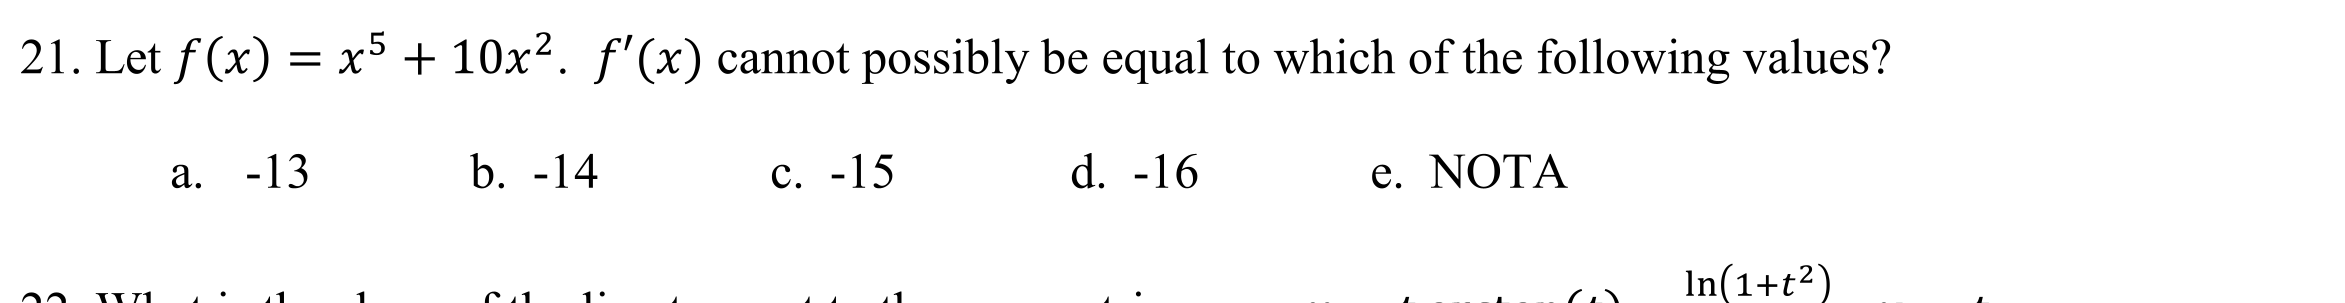 21. Let f(x) = x⁵ + 10x². f′(x) cannot possibly be equal to which of the following values?
a. -13 b. -14 c. -15 d. -16 e. NOTA
ln(1+t²)